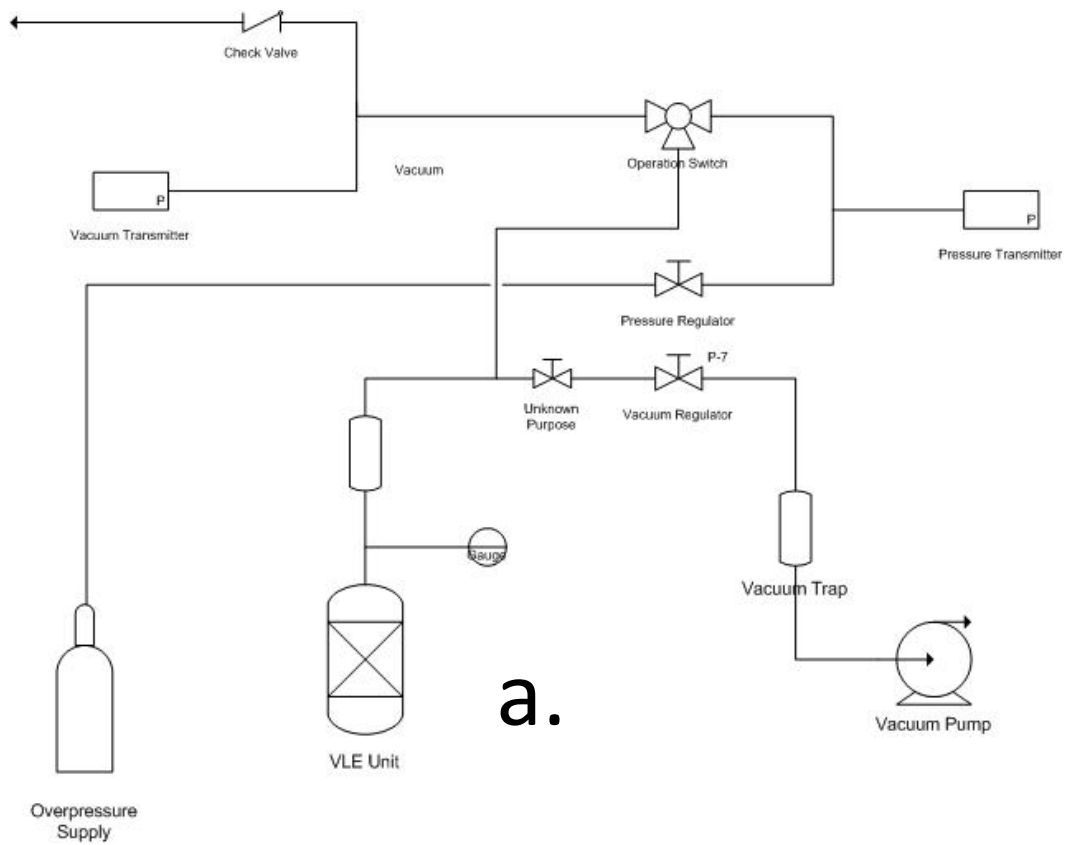 Check Valve
Operation Switch
Vacuum
P
Vacuum Transmitter
P
Pressure Transmitter
Pressure Regulator
P-7
Unknown
Purpose
Vacuum Regulator
Gauge
Vacuum Trap
a.
Vacuum Pump
VLE Unit
Overpressure
Supply